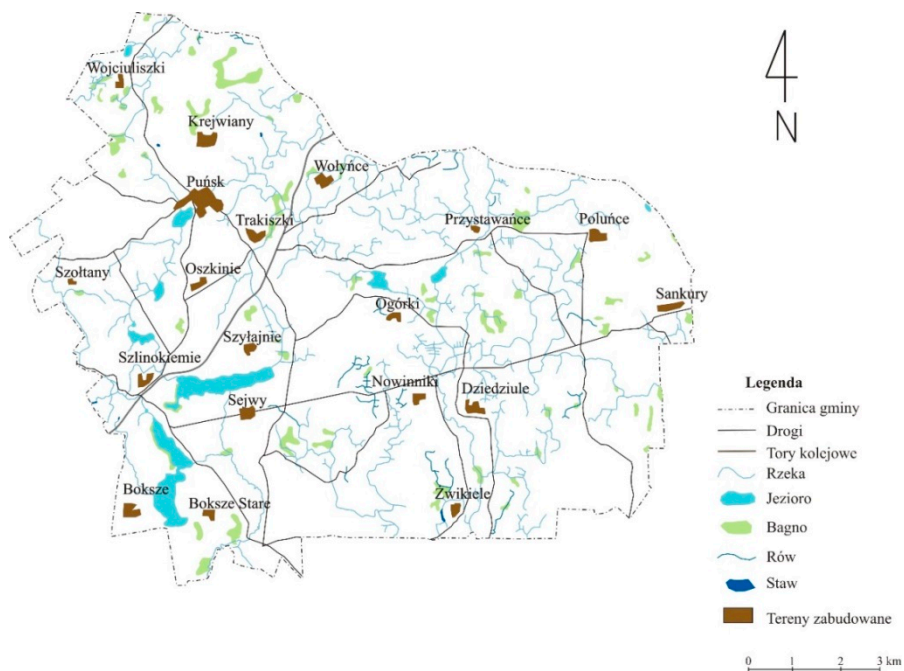 Wojciuliszki
Krejwiany
Wołyńce
Puńsk
Trakiszki
Przystawańce
Poluńce
Szołtany
Oszkinie
Sankury
Ogórki
Szyłajnie
Szlinokiemie
Nowinniki
Dziedziule
Sejwy
Boksze
Boksze Stare
Żwikiele
N
Legenda
Granica gminy
Drogi
Tory kolejowe
Rzeka
Jezioro
Bagno
Rów
Staw
Tereny zabudowane
0 1 2 3 km